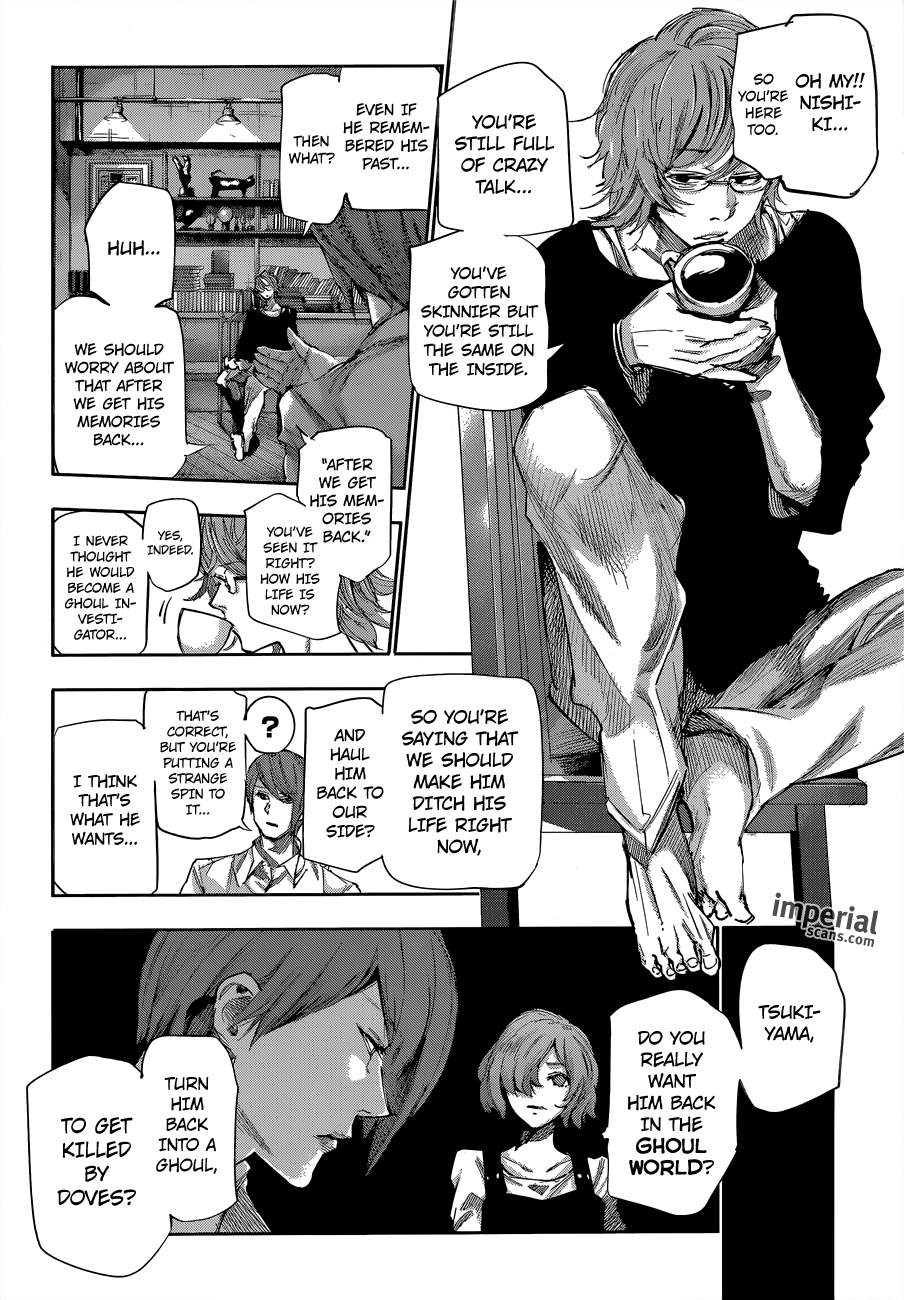 OH MY!!
NISHI-
KI...
SO
YOU'RE
HERE
TOO.
YOU'RE
STILL FULL
OF CRAZY
TALK...
YOU'VE
GOTTEN
SKINNIER BUT
YOU'RE STILL
THE SAME ON
THE INSIDE.
EVEN IF
HE REMEM-
BERED HIS
PAST...
THEN
WHAT?
HUH...
WE SHOULD
WORRY ABOUT
THAT AFTER
WE GET HIS
MEMORIES
BACK...
"AFTER
WE GET
HIS MEM-
ORIES
BACK."
YOU'VE
SEEN IT
RIGHT?
HOW HIS
LIFE IS
NOW?
YES,
INDEED.
I NEVER
THOUGHT
HE WOULD
BECOME A
GHOUL IN-
VESTI-
GATOR...
SO YOU'RE
SAYING THAT
WE SHOULD
MAKE HIM
DITCH HIS
LIFE RIGHT
NOW,
AND
HAUL HIM
BACK TO
OUR
SIDE?
?
THAT'S
CORRECT,
BUT YOU'RE
PUTTING A
STRANGE
SPIN TO
IT...
I THINK
THAT'S
WHAT HE
WANTS...
imperial
scans.com
TSUKI-
YAMA,
DO YOU
REALLY
WANT
HIM BACK
IN THE
GHOUL
WORLD?
TURN
HIM
BACK
INTO A
GHOUL,
TO GET
KILLED
BY
DOVES?